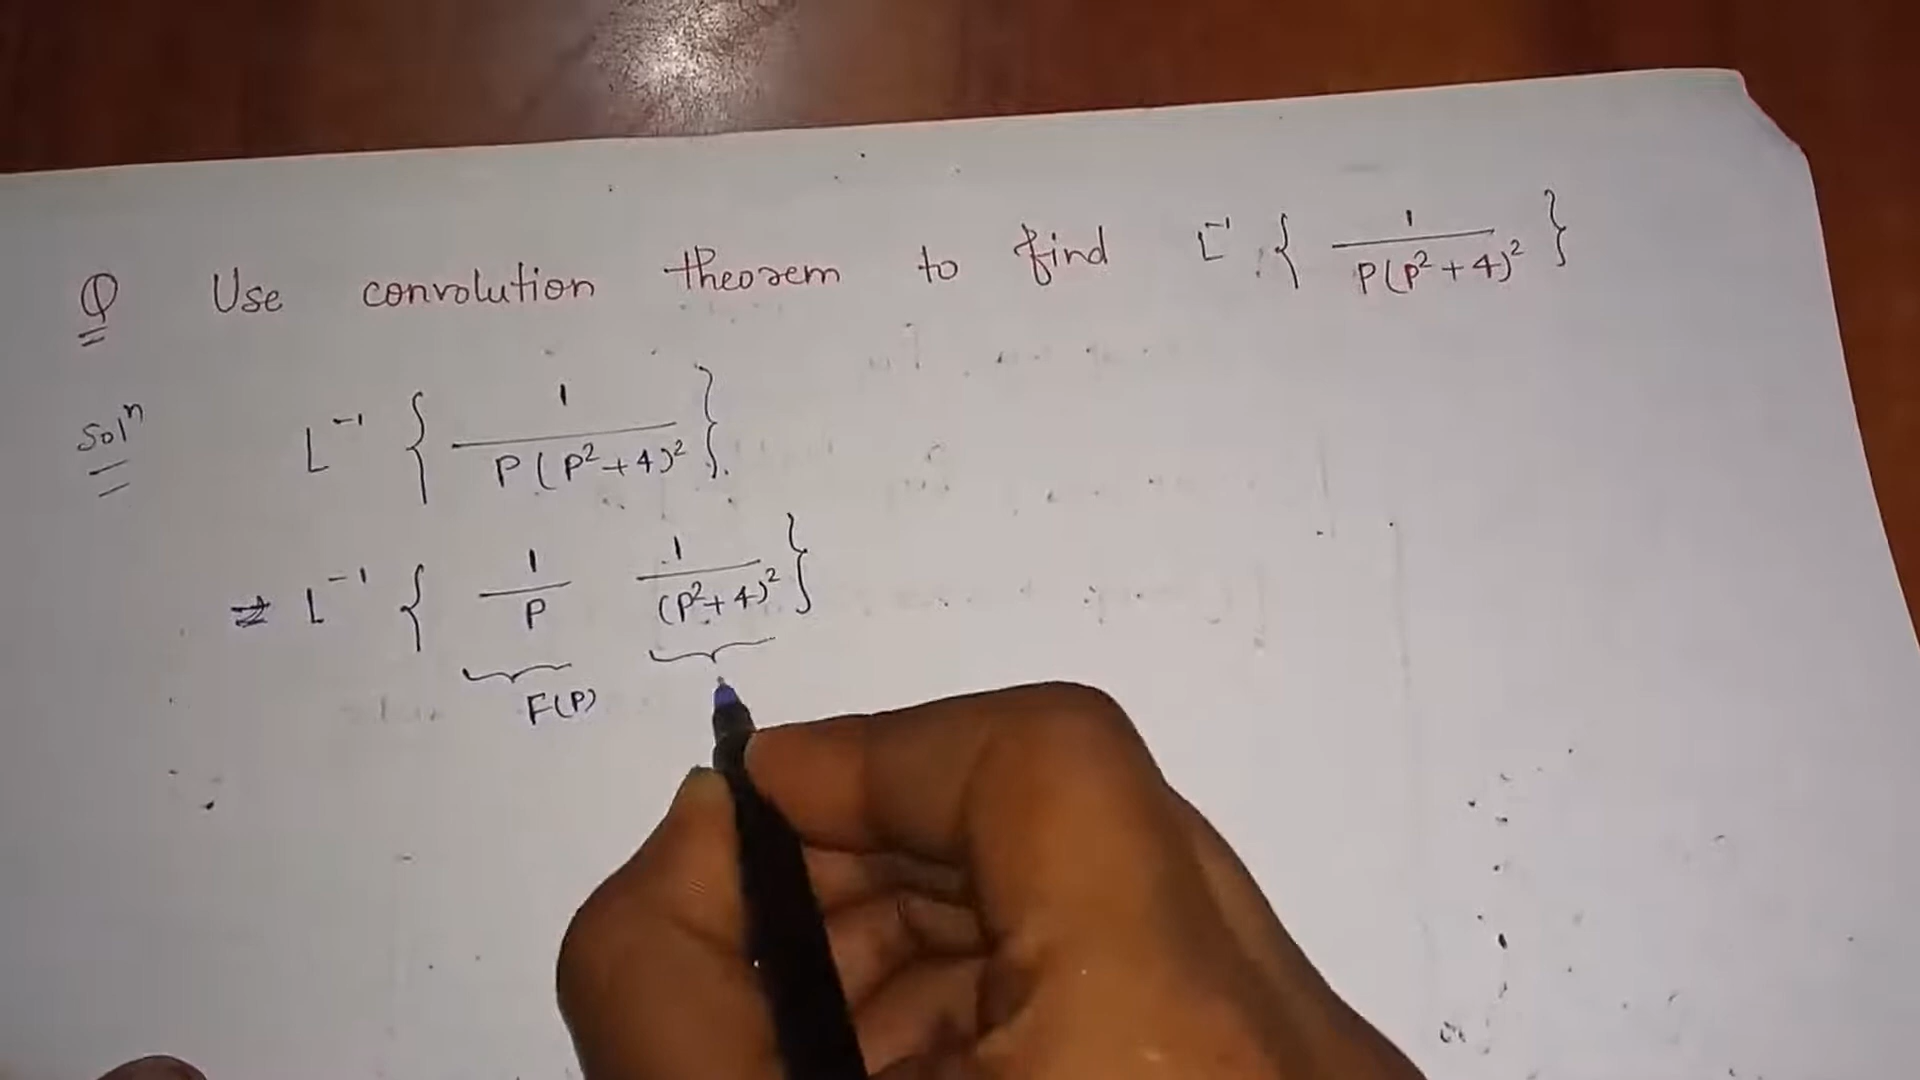 Q Use convolution theorem to find L⁻¹ { 1 / P(p²+4)² }
Solⁿ L⁻¹ { 1 / P(p²+4)² }.
= L⁻¹ { 1/P 1/(p²+4)² }
F(P)